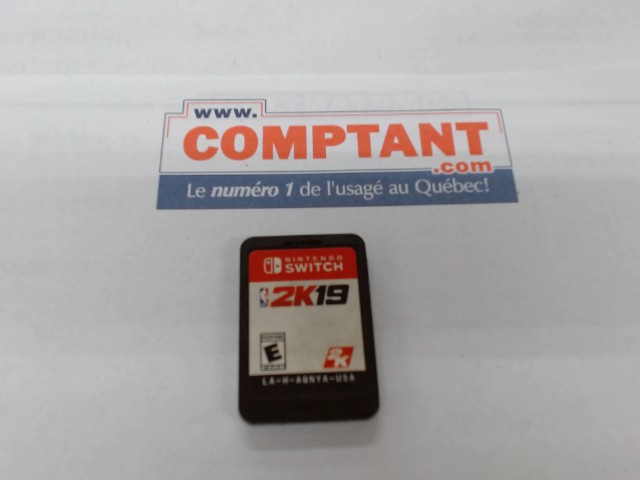 www.
COMPTANT
.com
Le numéro 1 de l'usagé au Québec!
NINTENDO
SWITCH
2K19
E
2K
LA-H-AQNYA-USA